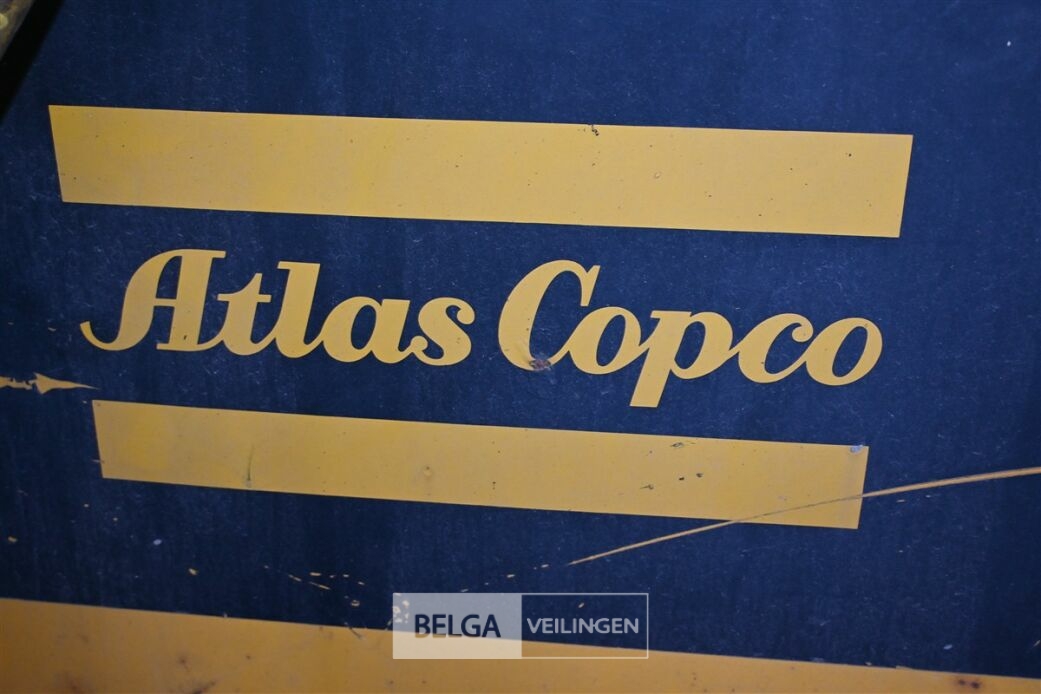 Atlas Copco
BELGA VEILINGEN